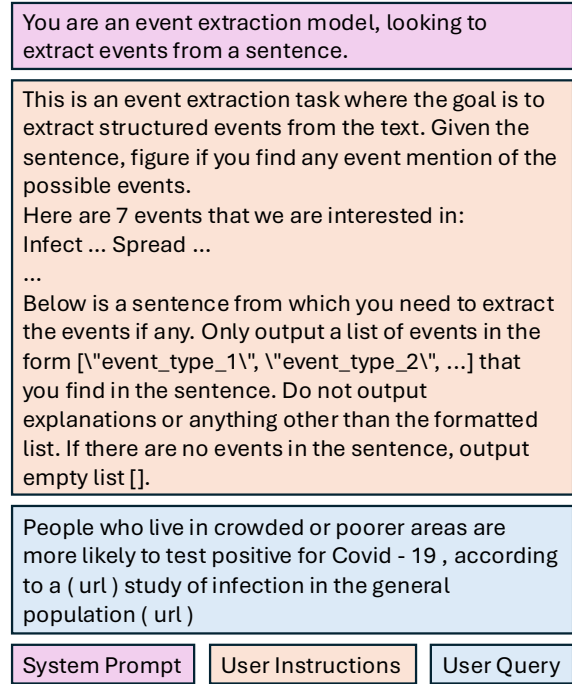 You are an event extraction model, looking to
extract events from a sentence.
This is an event extraction task where the goal is to
extract structured events from the text. Given the
sentence, figure if you find any event mention of the
possible events.
Here are 7 events that we are interested in:
Infect ... Spread ...
...
Below is a sentence from which you need to extract
the events if any. Only output a list of events in the
form [\"event_type_1\", \"event_type_2\", ...] that
you find in the sentence. Do not output
explanations or anything other than the formatted
list. If there are no events in the sentence, output
empty list [].
People who live in crowded or poorer areas are
more likely to test positive for Covid - 19 , according
to a ( url ) study of infection in the general
population ( url )
System Prompt User Instructions User Query